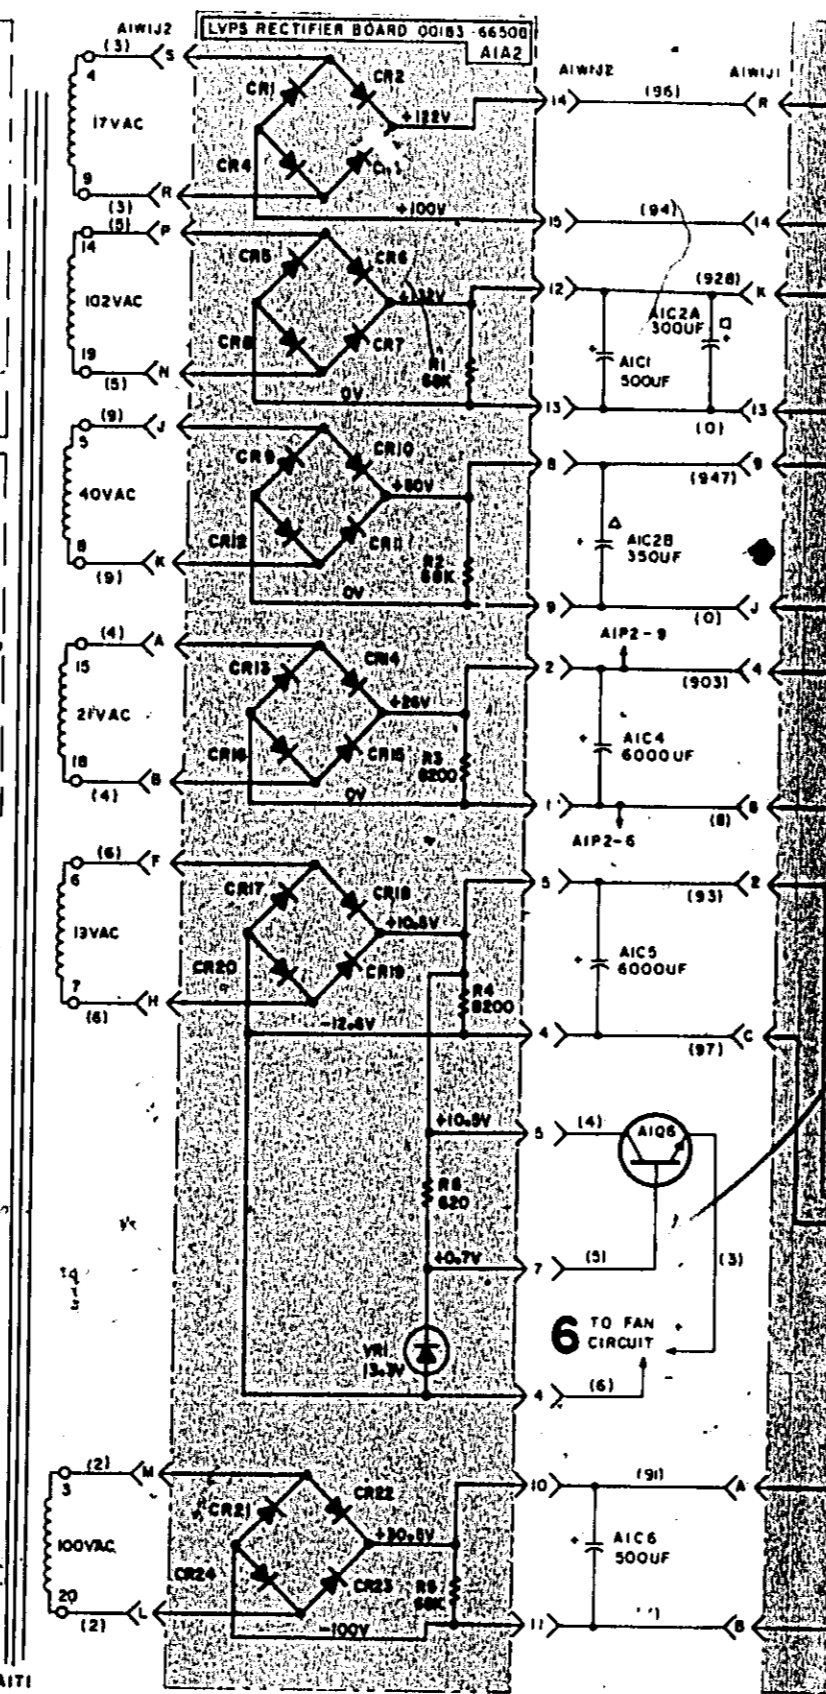 A1W1J2
LVPS RECTIFIER BOARD 00183-66508
A1A2
A1W1J2
A1W1J1
(3)
S
4
17VAC
9
(3)
R
CR1
CR2
CR4
+122V
+100V
14
(96)
R
15
(94)
14
(5)
P
14
102VAC
19
(5)
N
CR5
CR6
CR8
CR7
+132V
R1
68K
0V
12
(928)
K
A1C2A
300UF
+
A1C1
500UF
+
13
(0)
13
(9)
J
5
40VAC
8
(9)
K
CR9
CR10
CR12
CR11
+50V
R2
68K
0V
8
(947)
9
A1C2B
350UF
+
9
(0)
J
(4)
A
15
21VAC
18
(4)
B
CR13
CR14
CR16
CR15
+26V
R3
8200
0V
A1P2-9
2
(903)
4
A1C4
6000UF
+
1
(8)
6
A1P2-6
(6)
F
6
13VAC
7
(6)
H
CR17
CR18
CR20
CR19
+10.5V
R4
8200
-12.6V
5
(93)
2
A1C5
6000UF
+
4
(97)
C
+10.5V
5
(4)
A1Q6
R6
620
+0.7V
7
(5)
(3)
6 TO FAN
CIRCUIT
+
VR1
13.3V
4
(6)
(2)
M
3
100VAC
20
(2)
L
CR21
CR22
CR24
CR23
+30.5V
R5
68K
-100V
10
(91)
A
A1C6
500UF
+
11
B
A1T1